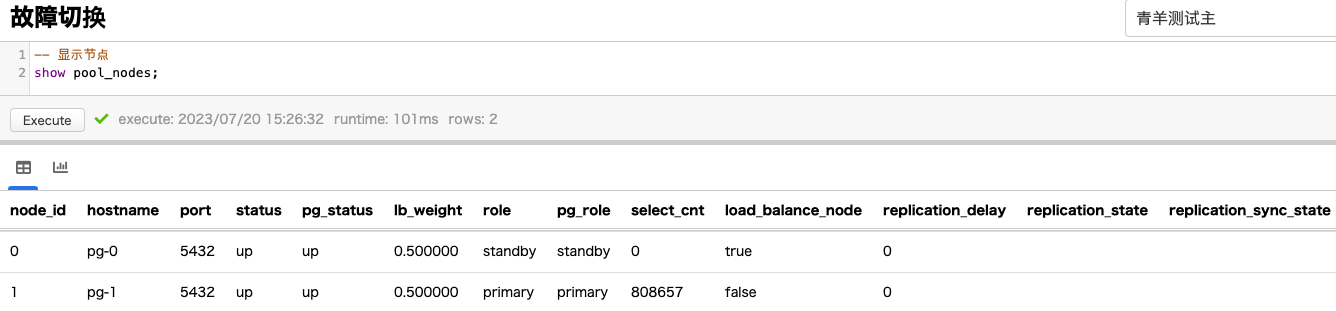 故障切换
青羊测试主
1 -- 显示节点
2 show pool_nodes;
Execute execute: 2023/07/20 15:26:32 runtime: 101ms rows: 2
node_id hostname port status pg_status lb_weight role pg_role select_cnt load_balance_node replication_delay replication_state replication_sync_state
0 pg-0 5432 up up 0.500000 standby standby 0 true 0
1 pg-1 5432 up up 0.500000 primary primary 808657 false 0